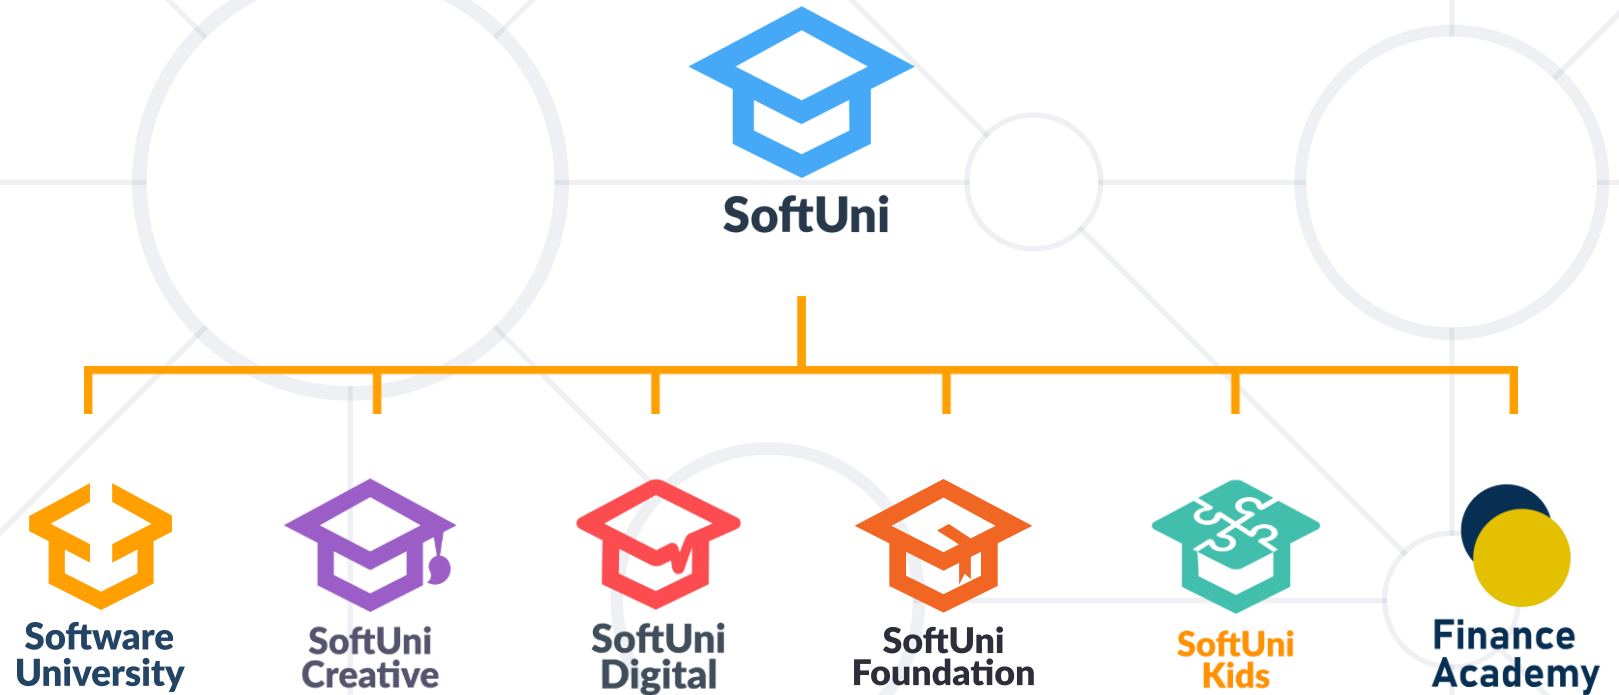 SoftUni
Software
University
SoftUni
Creative
SoftUni
Digital
SoftUni
Foundation
SoftUni
Kids
Finance
Academy